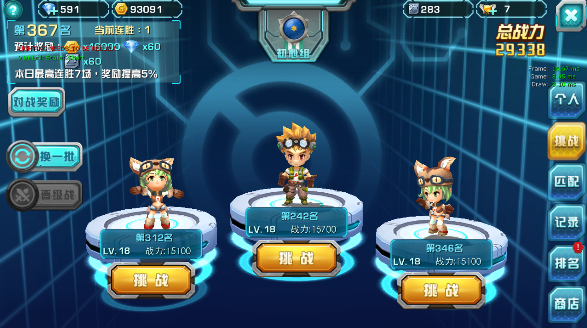 591
93091
283
7
第367名 当前连胜：1
预计奖励： x16000 x60
x60
本日最高连胜7场，奖励提高5%
初心组
总战力
29338
对战奖励
换一批
晋级战
个人
挑战
匹配
记录
排名
商店
第312名
LV.18 战力:15100
挑战
第242名
LV.18 战力:15700
挑战
第346名
LV.18 战力:15100
挑战